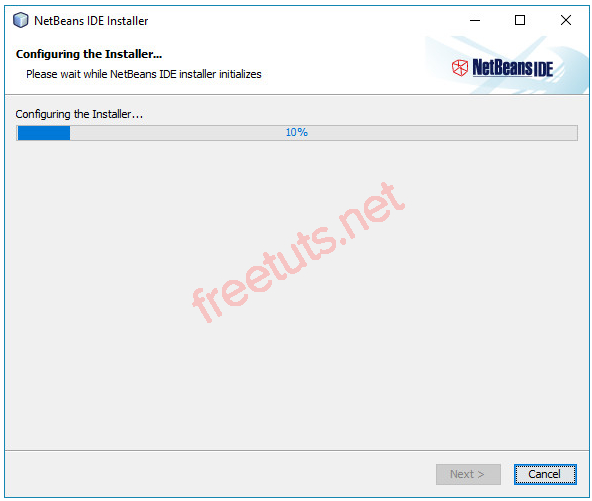 NetBeans IDE Installer
Configuring the Installer...
Please wait while NetBeans IDE installer initializes
NetBeans IDE
Configuring the Installer...
10%
freetuts.net
Next >
Cancel